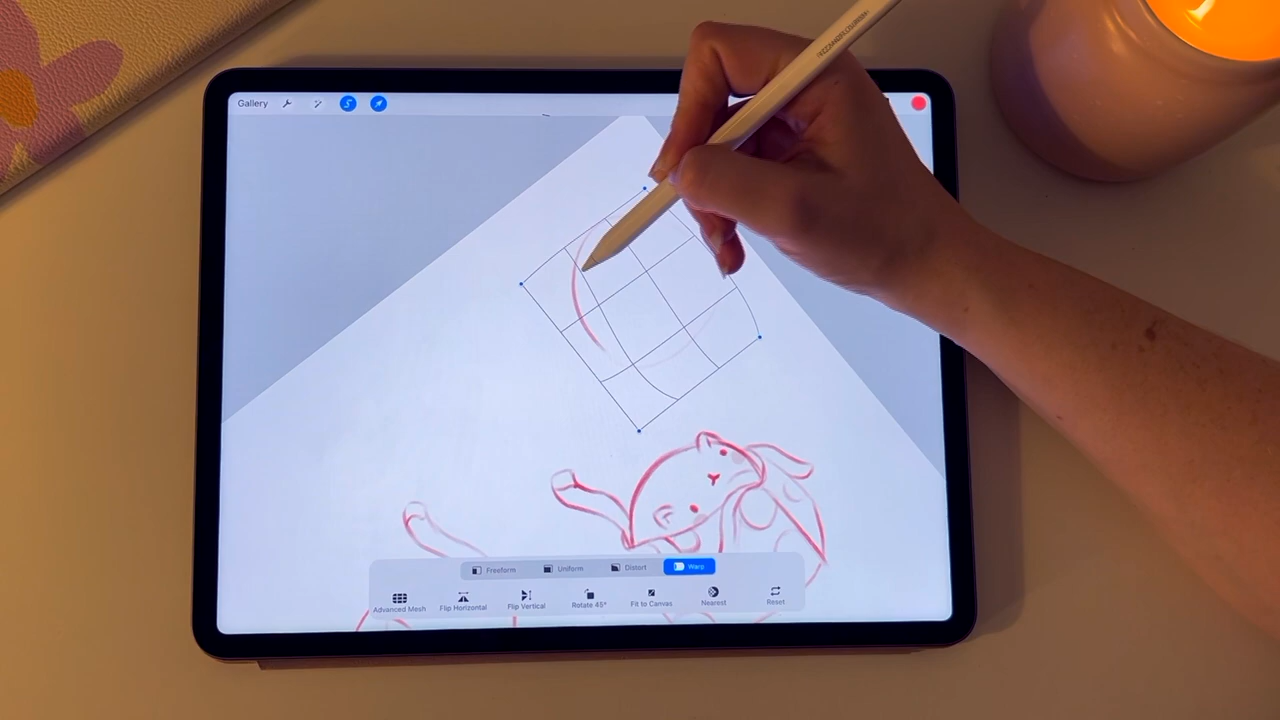 Gallery
Freeform Uniform Distort Warp
Advanced Mesh Flip Horizontal Flip Vertical Rotate 45° Fit to Canvas Nearest Reset